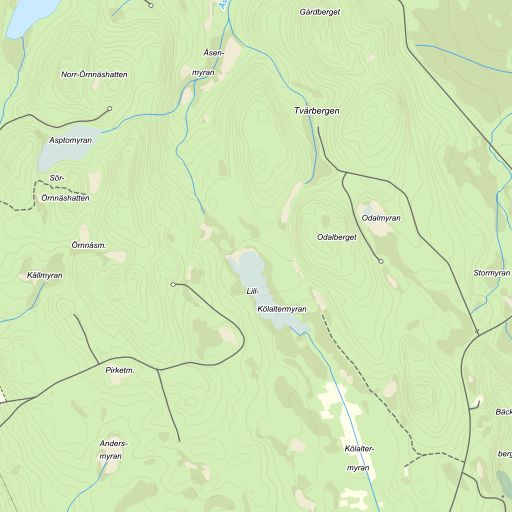 Gårdberget
Åsen-
myran
Norr-Örnnäshatten
Tvärbergen
Asptomyran
Sör-
Örnnäshatten
Odalmyran
Odalberget
Örnnäsm.
Källmyran
Stormyran
Lill-
Kölaltermyran
Pirketm.
Bäck
Anders-
myran
Kölalter-
myran
berg